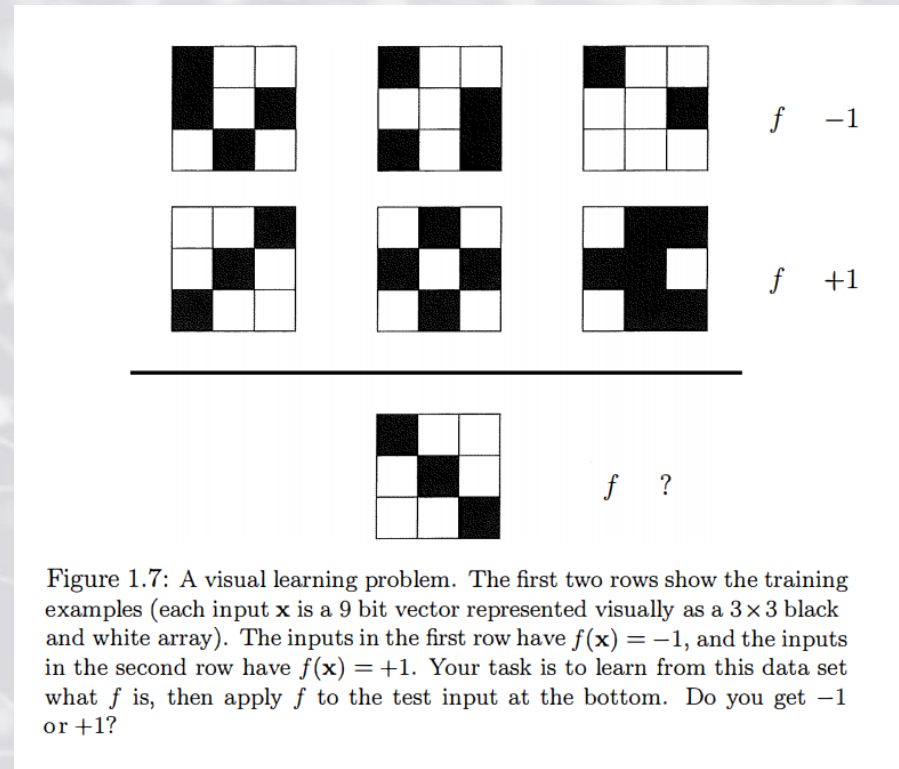 f −1
f +1
f ?
Figure 1.7: A visual learning problem. The first two rows show the training
examples (each input x is a 9 bit vector represented visually as a 3×3 black
and white array). The inputs in the first row have f(x) = −1, and the inputs
in the second row have f(x) = +1. Your task is to learn from this data set
what f is, then apply f to the test input at the bottom. Do you get −1
or +1?